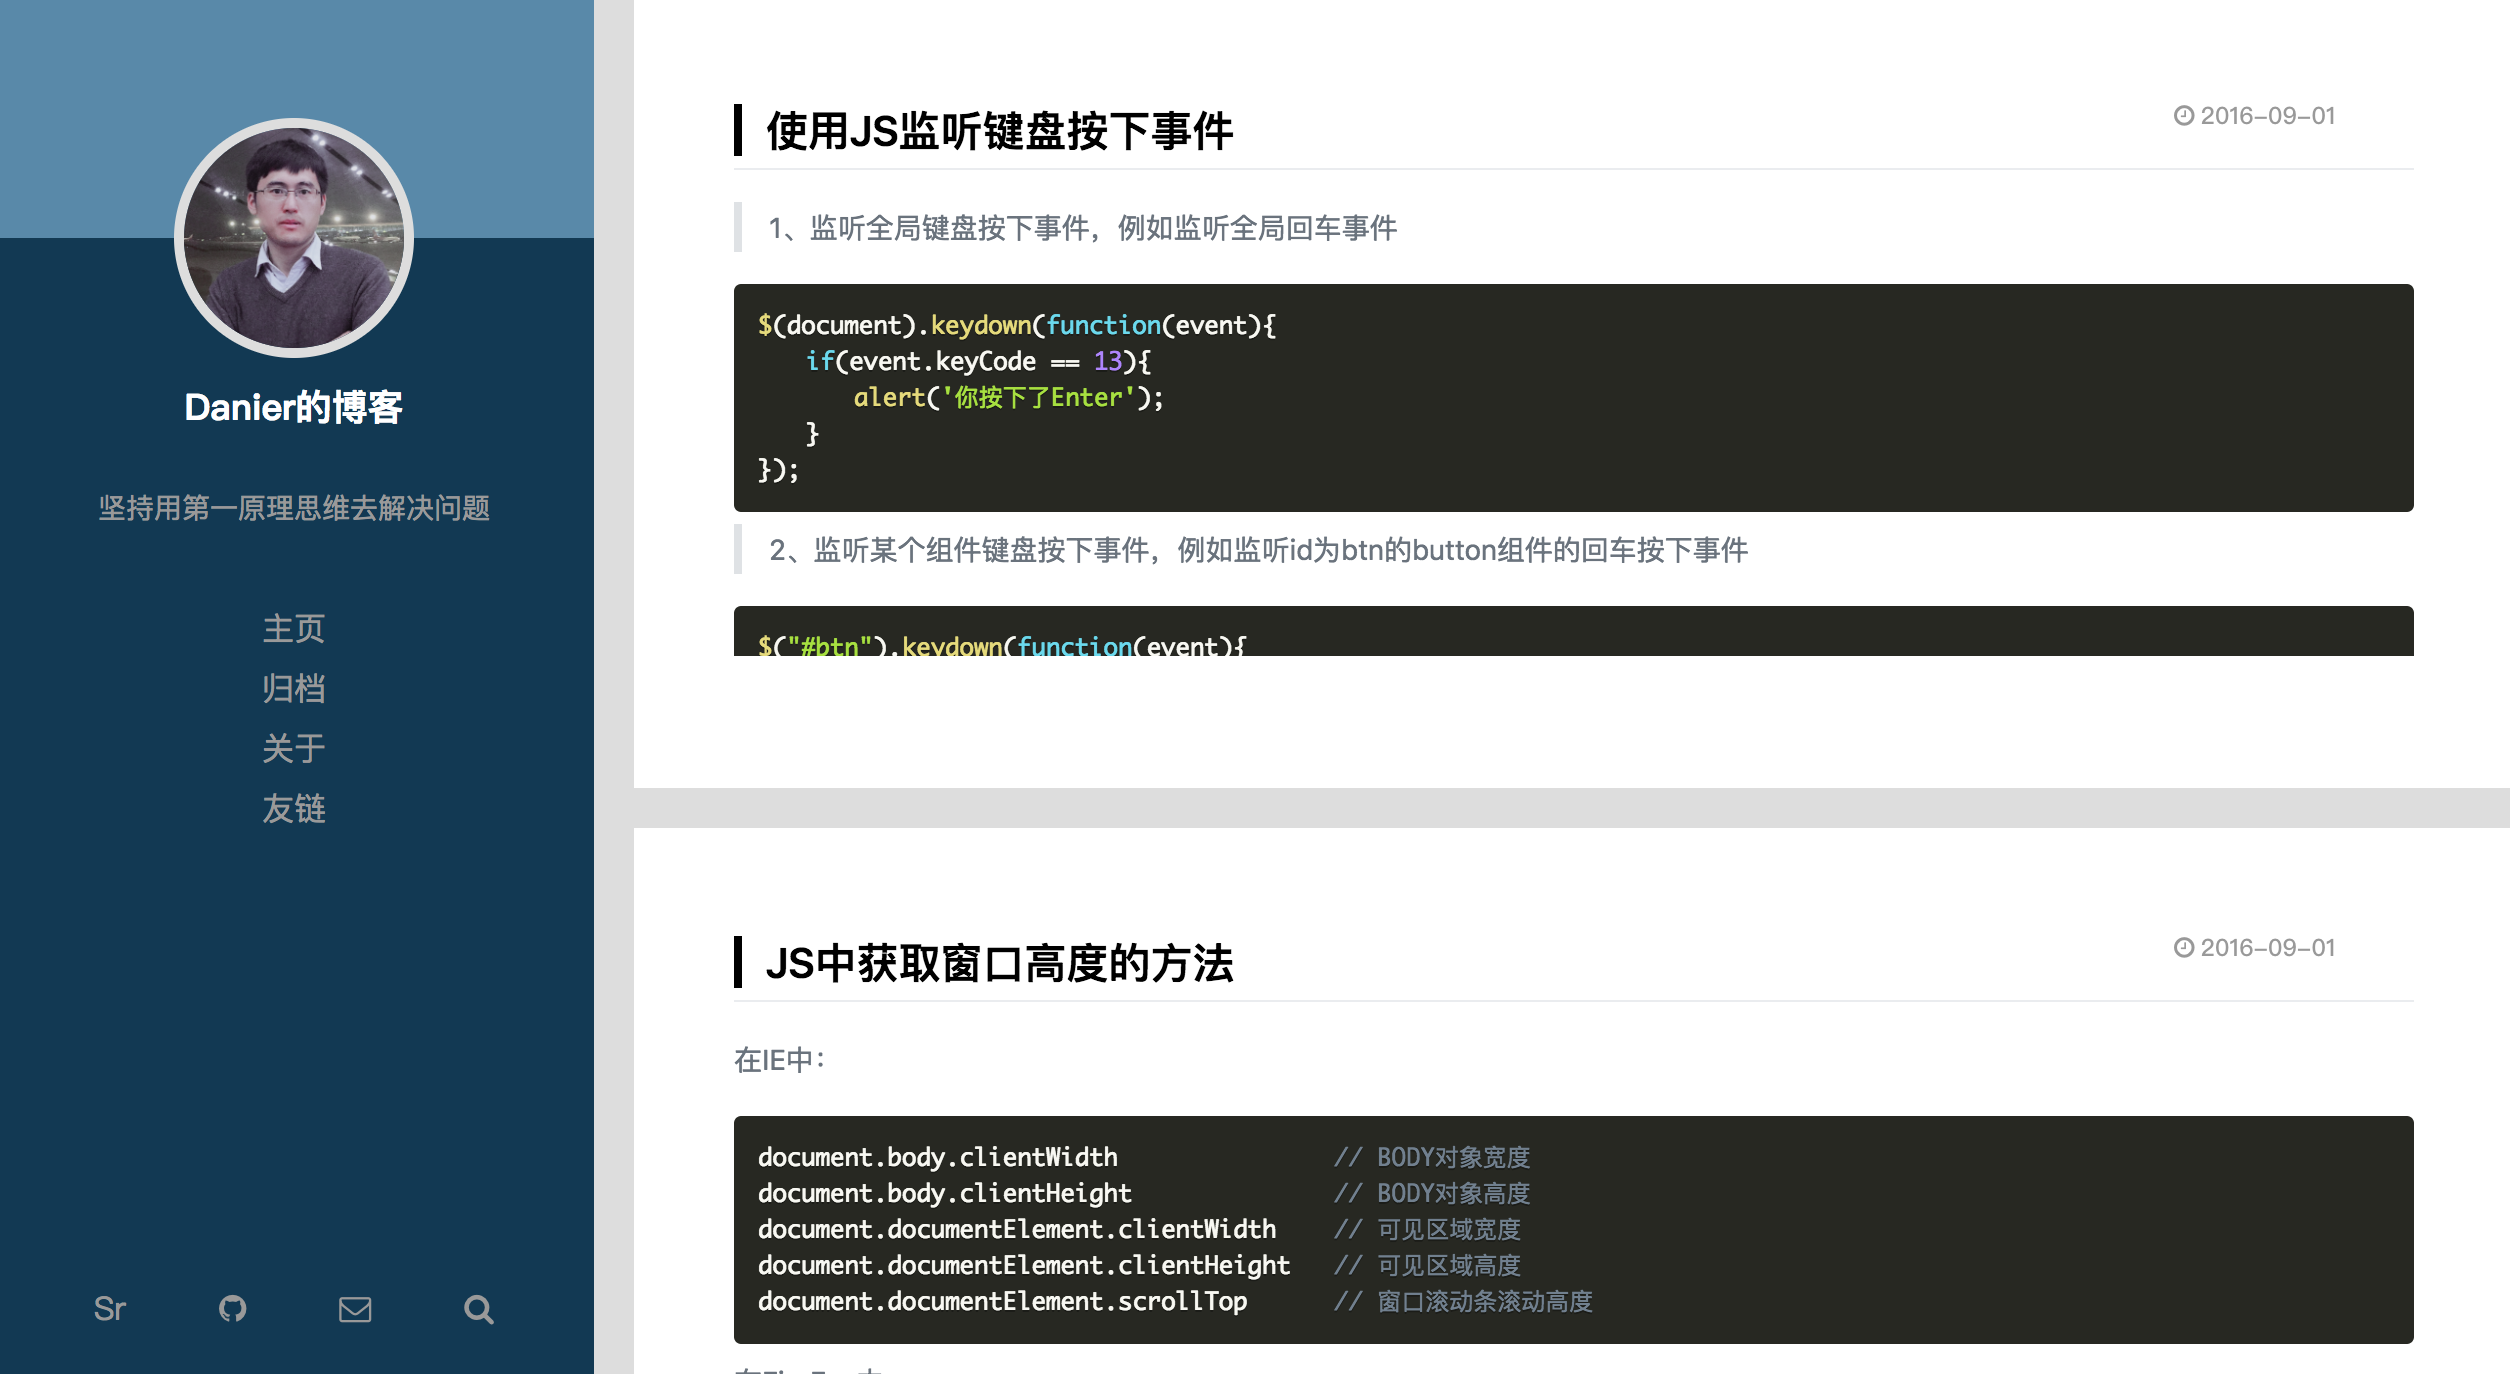 Danier的博客
坚持用第一原理思维去解决问题
主页
归档
关于
友链
Sr
使用JS监听键盘按下事件
2016-09-01
1、监听全局键盘按下事件，例如监听全局回车事件
$(document).keydown(function(event){
if(event.keyCode == 13){
alert('你按下了Enter');
}
});
2、监听某个组件键盘按下事件，例如监听id为btn的button组件的回车按下事件
$("#btn").keydown(function(event){
JS中获取窗口高度的方法
2016-09-01
在IE中：
document.body.clientWidth // BODY对象宽度
document.body.clientHeight // BODY对象高度
document.documentElement.clientWidth // 可见区域宽度
document.documentElement.clientHeight // 可见区域高度
document.documentElement.scrollTop // 窗口滚动条滚动高度